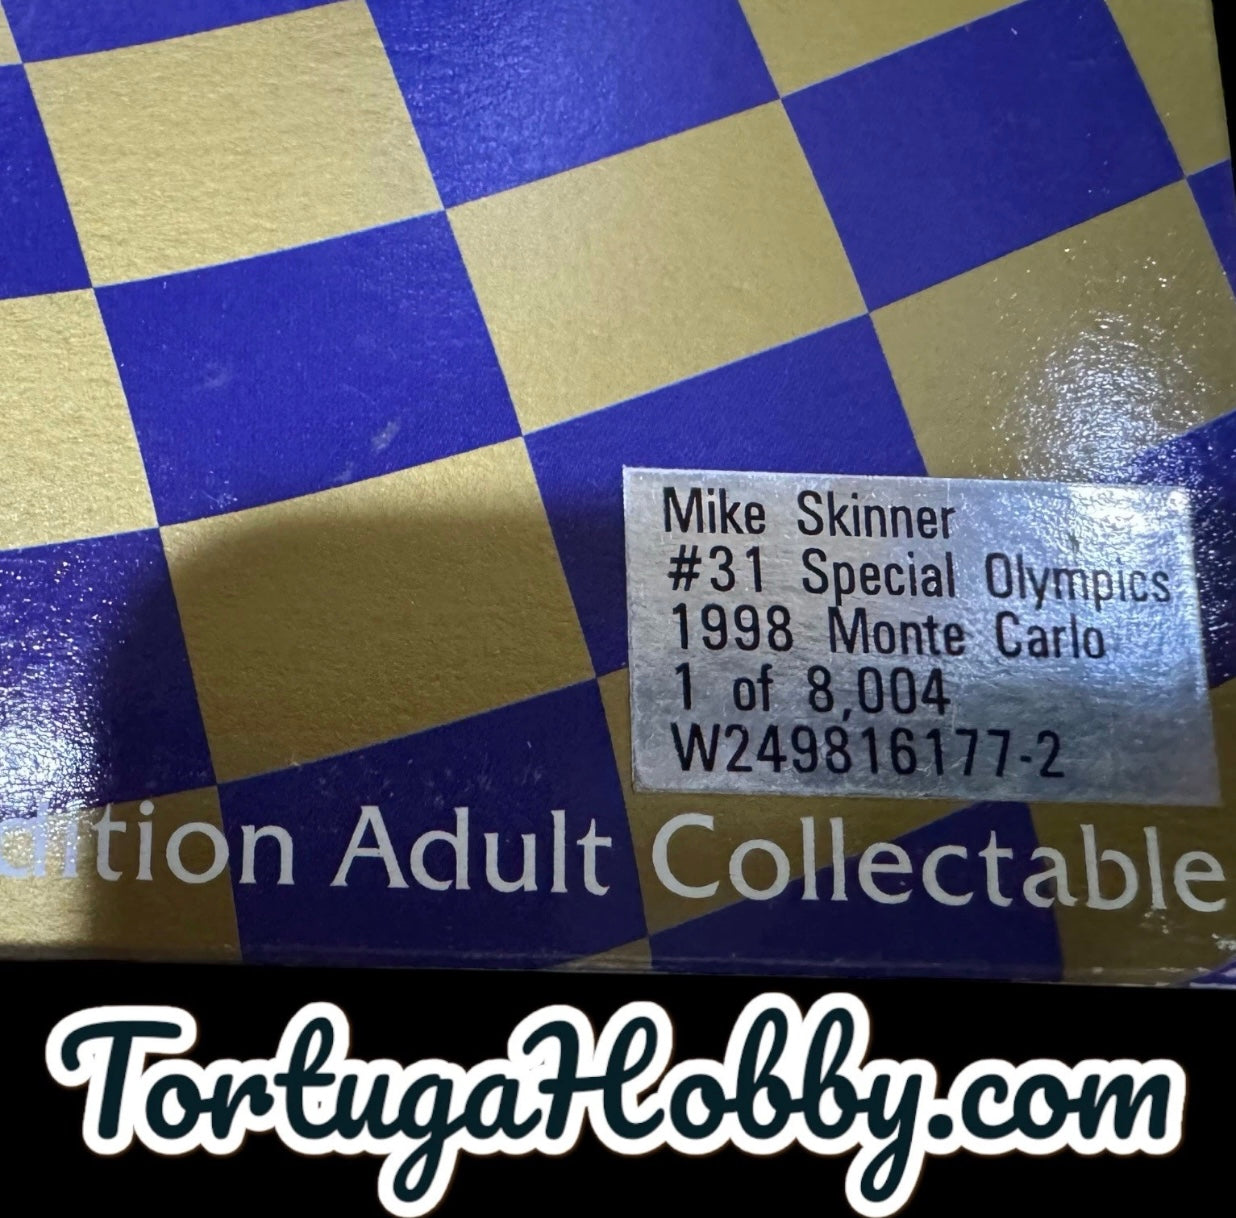 Mike Skinner
#31 Special Olympics
1998 Monte Carlo
1 of 8,004
W249816177-2
dition Adult Collectable
TortugaHobby.com